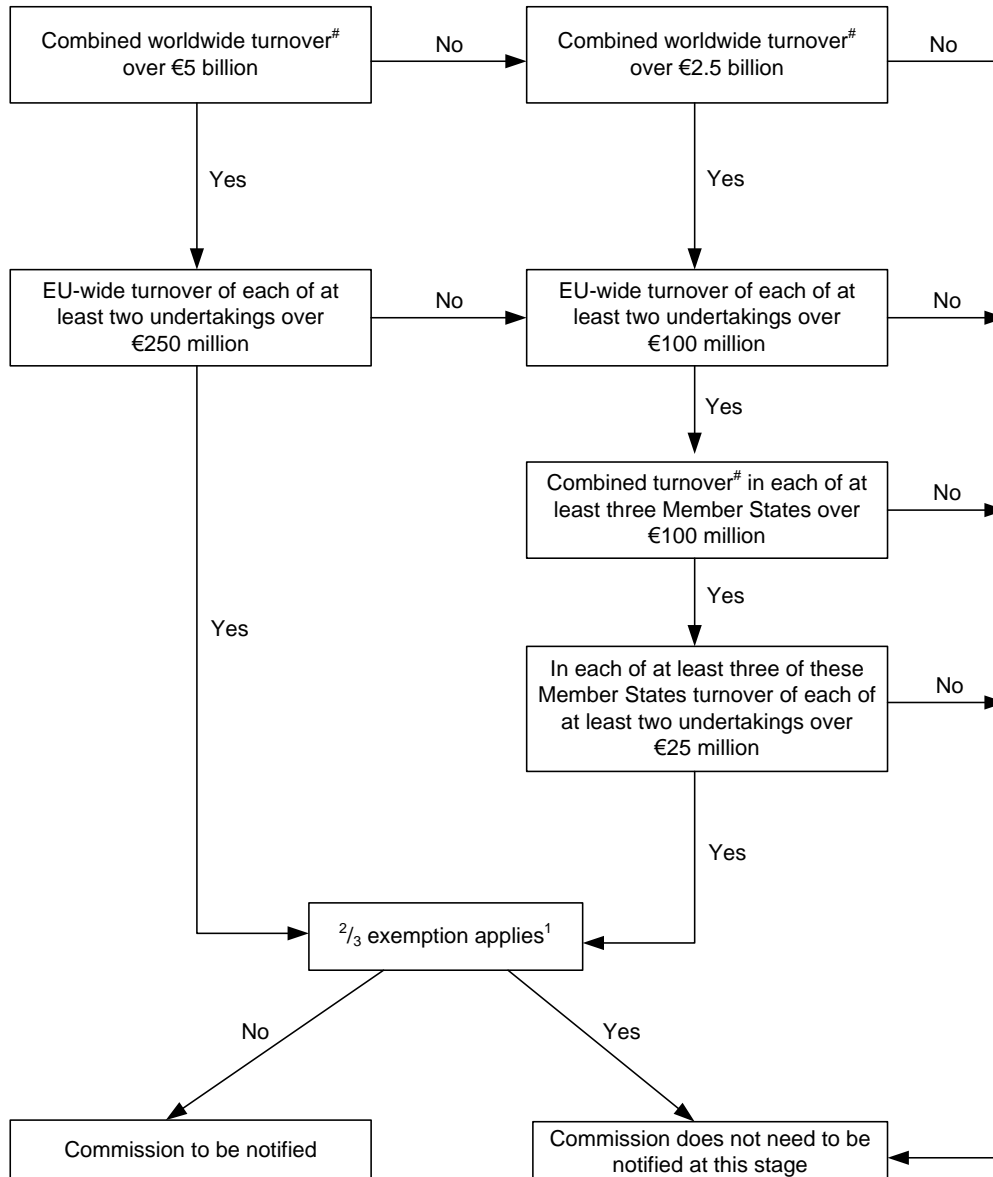 Combined worldwide turnover#
over €5 billion
No
Combined worldwide turnover#
over €2.5 billion
No
Yes
Yes
EU-wide turnover of each of at
least two undertakings over
€250 million
No
EU-wide turnover of each of at
least two undertakings over
€100 million
No
Yes
Combined turnover# in each of at
least three Member States over
€100 million
No
Yes
Yes
In each of at least three of these
Member States turnover of each of
at least two undertakings over
€25 million
No
Yes
2/3 exemption applies1
No
Yes
Commission to be notified
Commission does not need to be
notified at this stage